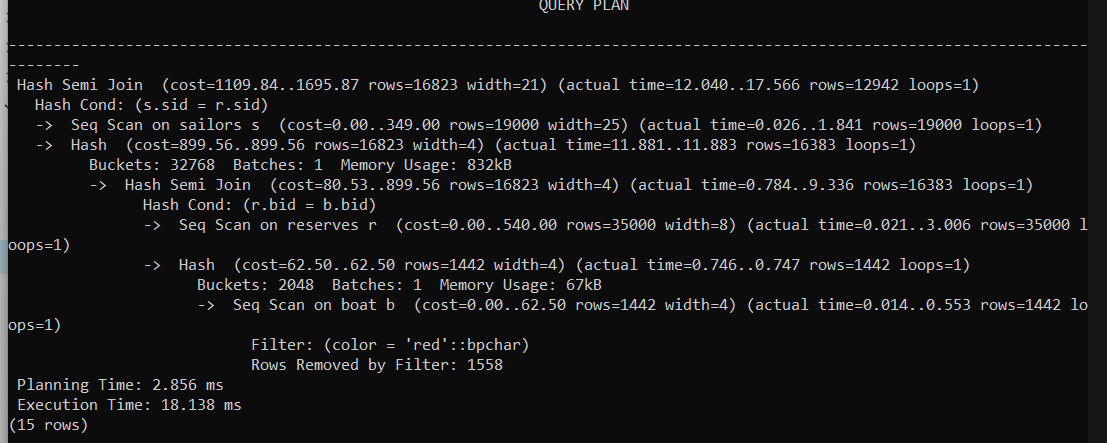 QUERY PLAN
------------------------------------------------------------------------------------------------------------------------
--------
Hash Semi Join  (cost=1109.84..1695.87 rows=16823 width=21) (actual time=12.040..17.566 rows=12942 loops=1)
Hash Cond: (s.sid = r.sid)
->  Seq Scan on sailors s  (cost=0.00..349.00 rows=19000 width=25) (actual time=0.026..1.841 rows=19000 loops=1)
->  Hash  (cost=899.56..899.56 rows=16823 width=4) (actual time=11.881..11.883 rows=16383 loops=1)
Buckets: 32768  Batches: 1  Memory Usage: 832kB
->  Hash Semi Join  (cost=80.53..899.56 rows=16823 width=4) (actual time=0.784..9.336 rows=16383 loops=1)
Hash Cond: (r.bid = b.bid)
->  Seq Scan on reserves r  (cost=0.00..540.00 rows=35000 width=8) (actual time=0.021..3.006 rows=35000 l
oops=1)
->  Hash  (cost=62.50..62.50 rows=1442 width=4) (actual time=0.746..0.747 rows=1442 loops=1)
Buckets: 2048  Batches: 1  Memory Usage: 67kB
->  Seq Scan on boat b  (cost=0.00..62.50 rows=1442 width=4) (actual time=0.014..0.553 rows=1442 lo
ops=1)
Filter: (color = 'red'::bpchar)
Rows Removed by Filter: 1558
Planning Time: 2.856 ms
Execution Time: 18.138 ms
(15 rows)